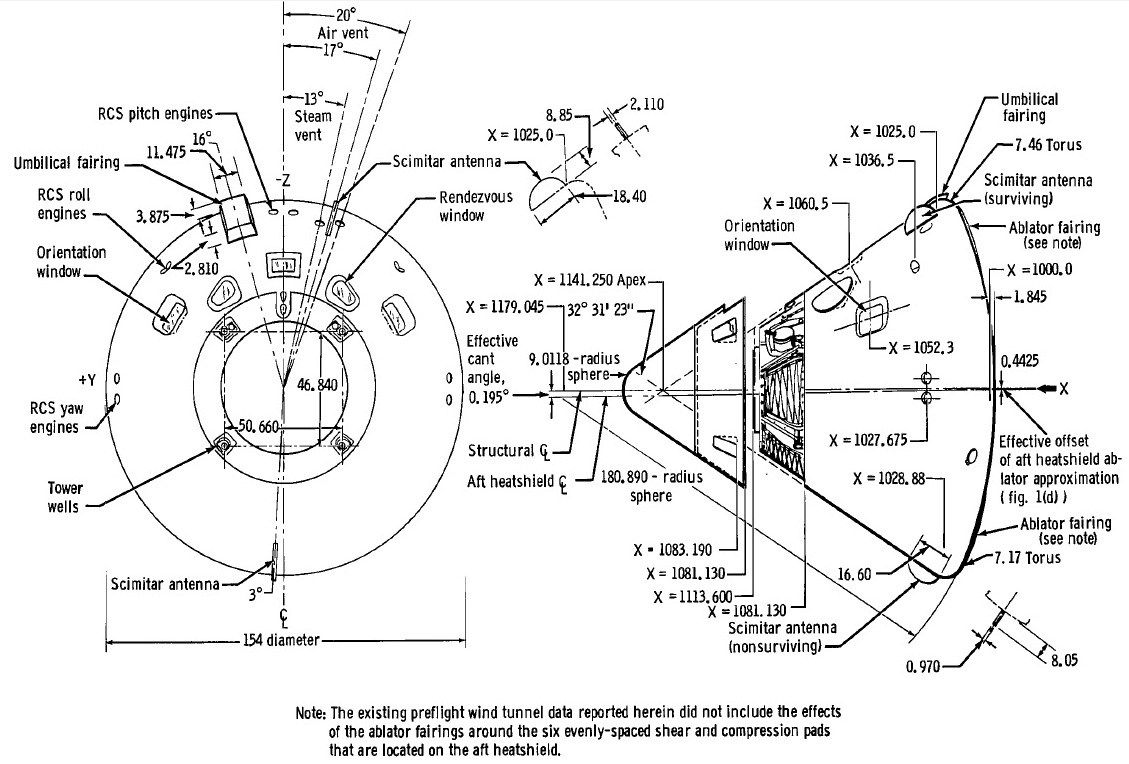 20°
Air vent
17°
13°
Steam
vent
RCS pitch engines
16°
11.475
Umbilical fairing
RCS roll
engines
3.875
-Z
Scimitar antenna
Rendezvous
window
2.810
Orientation
window
+Y
RCS yaw
engines
46.840
50.660
Tower
wells
Scimitar antenna
3°
℄
154 diameter
2.110
8.85
X = 1025.0
18.40
Umbilical
fairing
X = 1025.0
7.46 Torus
X = 1036.5
Scimitar antenna
(surviving)
X = 1060.5
Orientation
window
Ablator fairing
(see note)
X = 1141.250 Apex
X = 1000.0
X = 1179.045
32° 31' 23"
1.845
Effective
cant
angle,
0.195°
9.0118 -radius
sphere
X = 1052.3
0.4425
X
X = 1027.675
Structural ℄
Aft heatshield ℄
180.890 - radius
sphere
X = 1028.88
Effective offset
of aft heatshield ab-
lator approximation
( fig. 1(d) )
Ablator fairing
(see note)
X = 1083.190
X = 1081.130
X = 1113.600
X = 1081.130
16.60
7.17 Torus
Scimitar antenna
(nonsurviving)
0.970
8.05
Note: The existing preflight wind tunnel data reported herein did not include the effects
of the ablator fairings around the six evenly-spaced shear and compression pads
that are located on the aft heatshield.